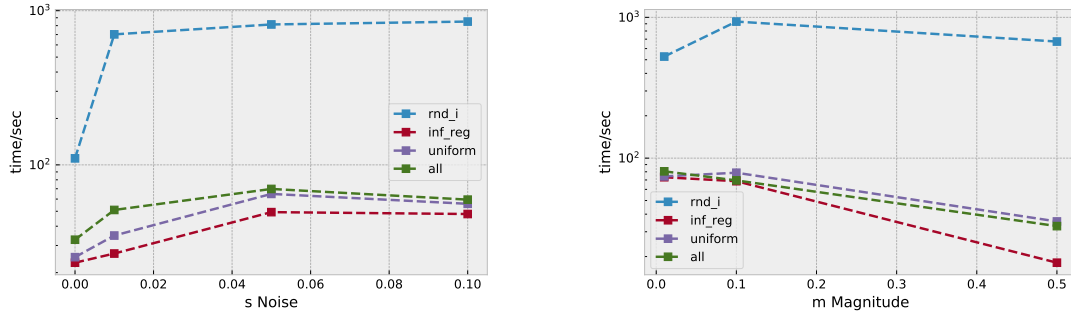 10³
10²
time/sec
0.00
0.02
0.04
0.06
0.08
0.10
s Noise
rnd_i
inf_reg
uniform
all
10³
10²
time/sec
0.0
0.1
0.2
0.3
0.4
0.5
m Magnitude
rnd_i
inf_reg
uniform
all